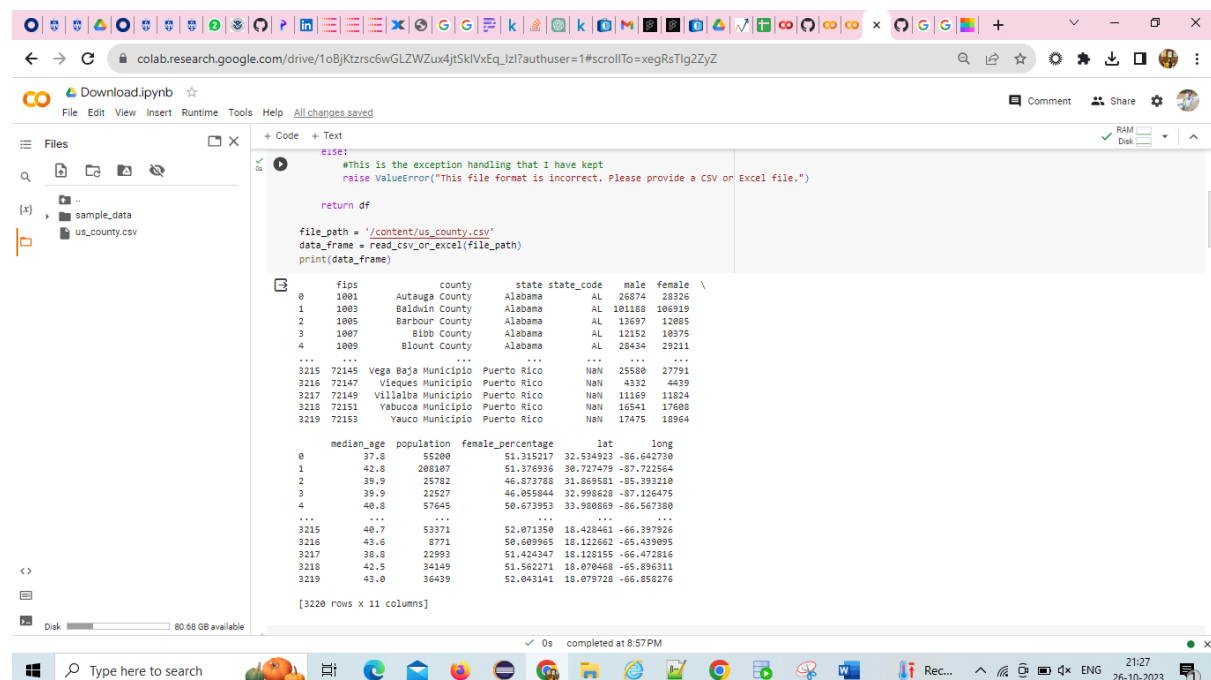 colab.research.google.com/drive/1oBjKtzrsc6wGLZWZux4jtSkIVxEq_IzI?authuser=1#scrollTo=xegRsTIg2ZyZ
Download.ipynb
File Edit View Insert Runtime Tools Help All changes saved
Comment Share
Files
+ Code + Text
RAM
Disk
else:
#This is the exception handling that I have kept
raise ValueError("This file format is incorrect. Please provide a CSV or Excel file.")
return df
file_path = '/content/us_county.csv'
data_frame = read_csv_or_excel(file_path)
print(data_frame)
..
sample_data
us_county.csv
fips county state state_code male female \
0 1001 Autauga County Alabama AL 26874 28326
1 1003 Baldwin County Alabama AL 101188 106919
2 1005 Barbour County Alabama AL 13697 12085
3 1007 Bibb County Alabama AL 12152 10375
4 1009 Blount County Alabama AL 28434 29211
... ... ... ... ... ... ...
3215 72145 Vega Baja Municipio Puerto Rico NaN 25580 27791
3216 72147 Vieques Municipio Puerto Rico NaN 4332 4439
3217 72149 Villalba Municipio Puerto Rico NaN 11169 11824
3218 72151 Yabucoa Municipio Puerto Rico NaN 16541 17608
3219 72153 Yauco Municipio Puerto Rico NaN 17475 18964
median_age population female_percentage lat long
0 37.8 55200 51.315217 32.534923 -86.642730
1 42.8 208107 51.376936 30.727479 -87.722564
2 39.9 25782 46.873788 31.869581 -85.393210
3 39.9 22527 46.055844 32.998628 -87.126475
4 40.8 57645 50.673953 33.980869 -86.567380
... ... ... ... ... ...
3215 40.7 53371 52.071350 18.428461 -66.397926
3216 43.6 8771 50.609965 18.122662 -65.439095
3217 38.8 22993 51.424347 18.128155 -66.472816
3218 42.5 34149 51.562271 18.070468 -65.896311
3219 43.0 36439 52.043141 18.079728 -66.858276
[3220 rows x 11 columns]
Disk 80.68 GB available
0s completed at 8:57 PM
Type here to search
Rec... ENG
21:27
26-10-2023